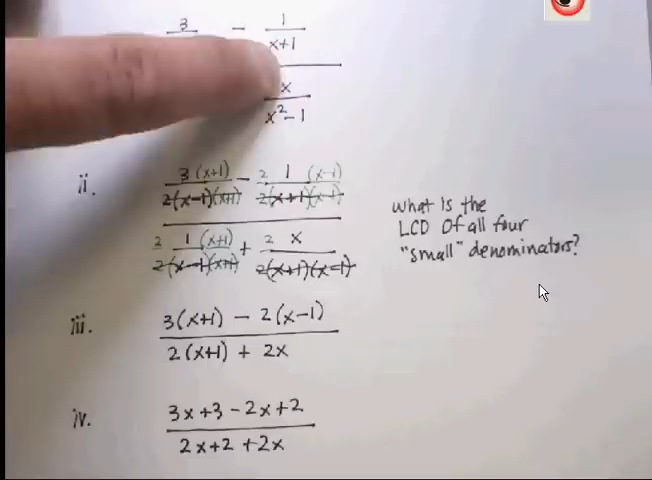 3 − 1
x+1
x
x²−1
ii. 3(x+1) − 2 1 (x−1)
2(x−1)(x+1) 2(x+1)(x−1)
2 1(x+1) + 2 x
2(x−1)(x+1) 2(x+1)(x−1)
What is the
LCD Of all four
"small" denominators?
iii. 3(x+1) − 2(x−1)
2(x+1) + 2x
iv. 3x+3−2x+2
2x+2+2x